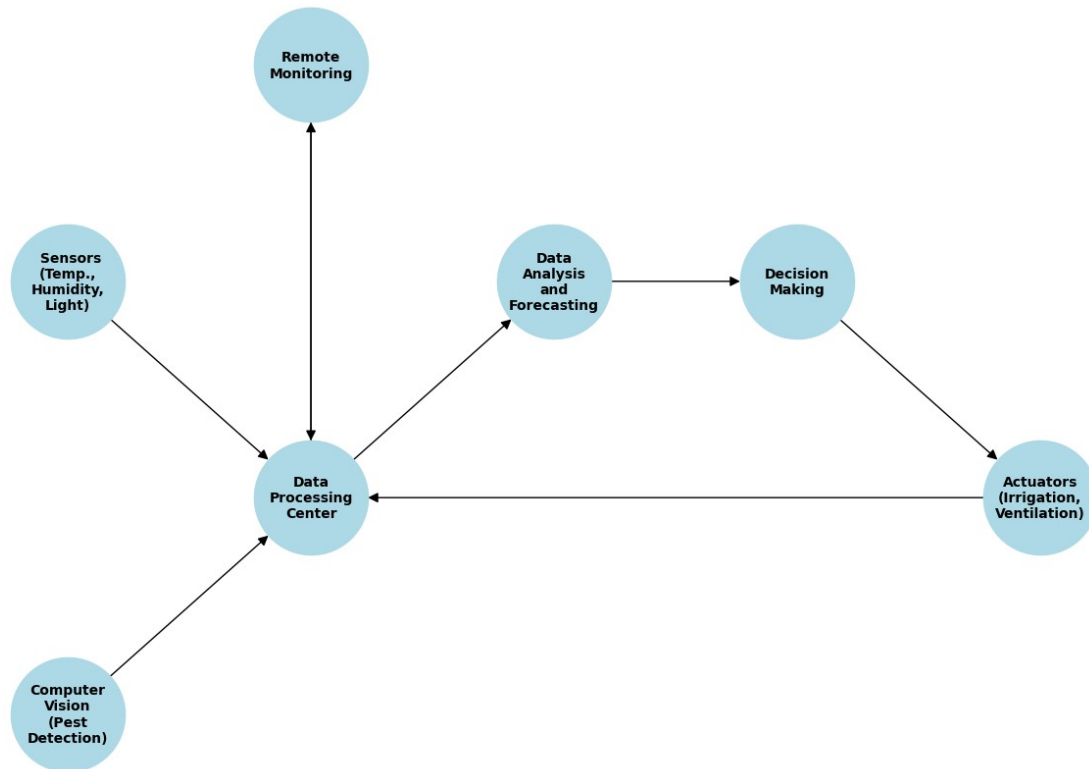 Remote
Monitoring
Sensors
(Temp.,
Humidity,
Light)
Data
Analysis
and
Forecasting
Decision
Making
Data
Processing
Center
Actuators
(Irrigation,
Ventilation)
Computer
Vision
(Pest
Detection)